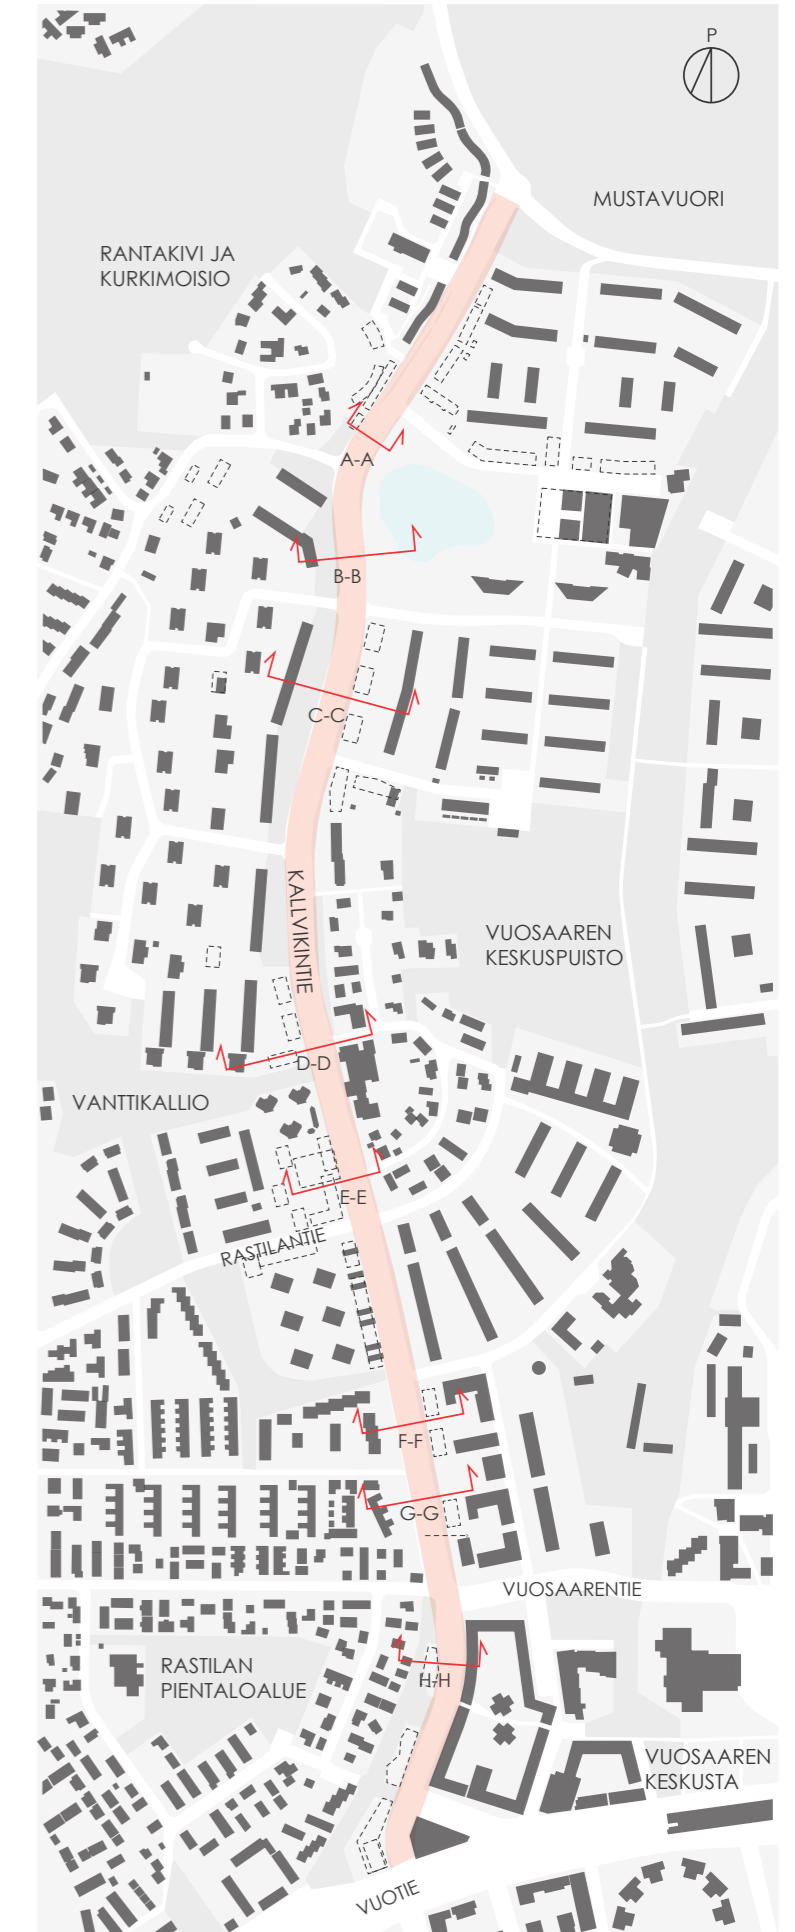 P
MUSTAVUORI
RANTAKIVI JA
KURKIMOISIO
A-A
B-B
C-C
KALLVIKINTIE
VUOSAAREN
KESKUSPUISTO
D-D
VANTTIKALLIO
E-E
RASTILANTIE
F-F
G-G
VUOSAARENTIE
RASTILAN
PIENTALOALUE
H-H
VUOSAAREN
KESKUSTA
VUOTIE